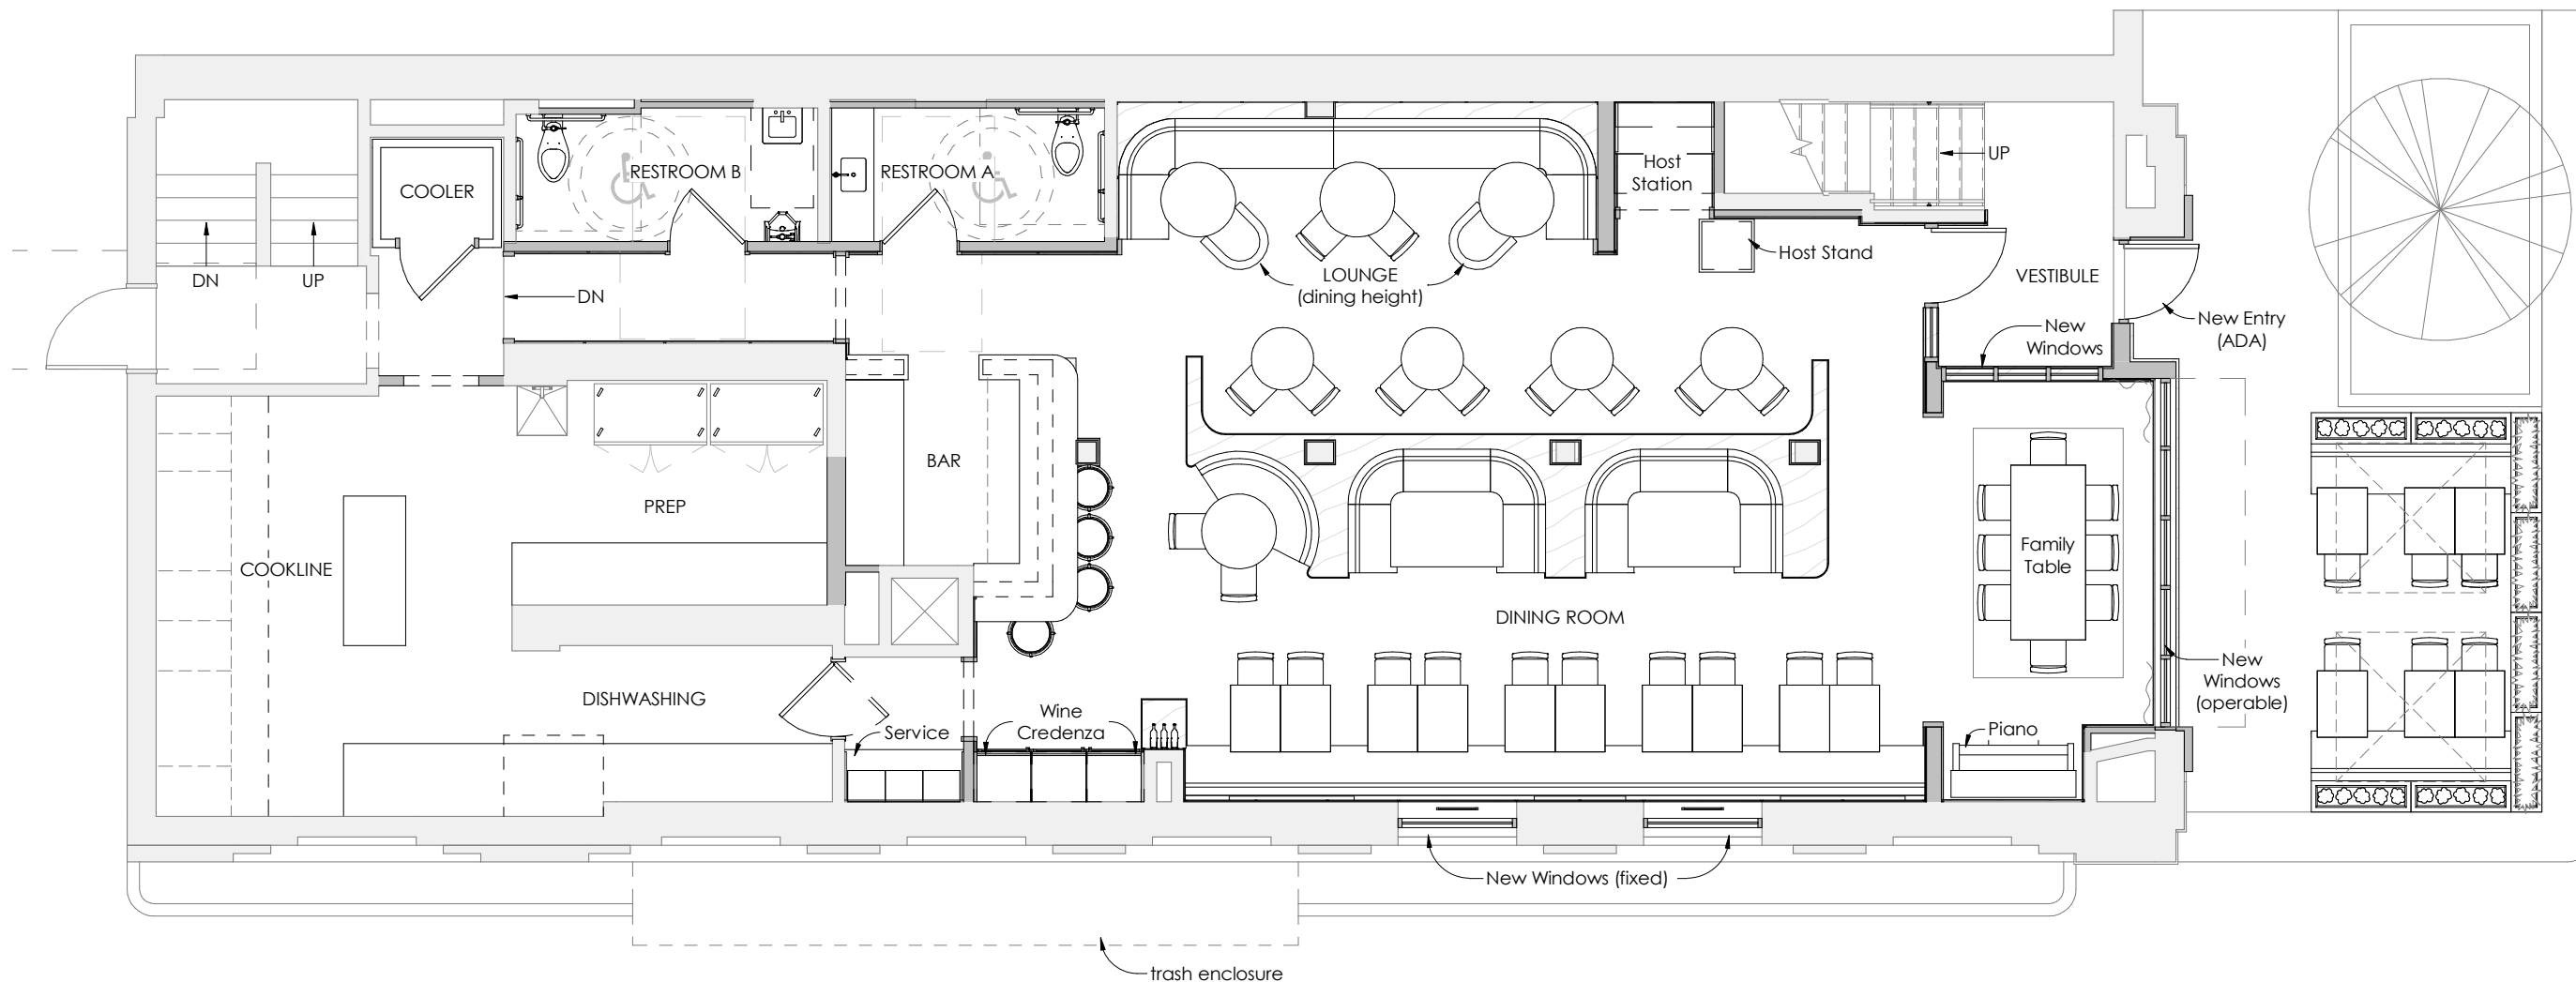 COOLER
RESTROOM B
RESTROOM A
Host
Station
UP
Host Stand
VESTIBULE
LOUNGE
(dining height)
DN
UP
DN
New
Windows
New Entry
(ADA)
BAR
PREP
COOKLINE
Family
Table
DINING ROOM
DISHWASHING
Service
Wine
Credenza
Piano
New
Windows
(operable)
New Windows (fixed)
trash enclosure